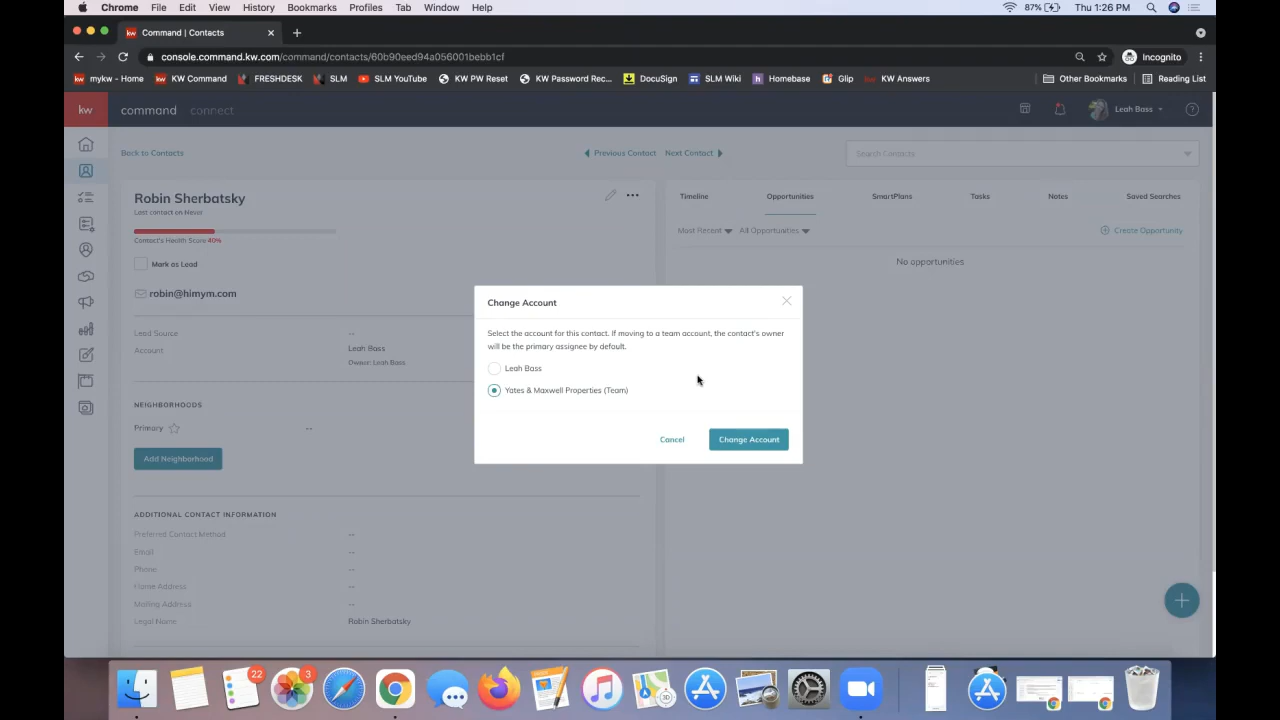 Chrome File Edit View History Bookmarks Profiles Tab Window Help 87% Thu 1:26 PM
kw Command | Contacts
console.command.kw.com/command/contacts/60b90eed94a056001bebb1cf Incognito
kw mykw - Home kw KW Command FRESHDESK SLM SLM YouTube KW PW Reset KW Password Rec... DocuSign SLM Wiki h Homebase Glip kw KW Answers Other Bookmarks Reading List
kw command connect Leah Bass ?
Back to Contacts Previous Contact Next Contact Search Contacts
Robin Sherbatsky
Last contact on Never
Contact's Health Score 40%
Mark as Lead
robin@himym.com
Lead Source --
Account Leah Bass
Owner: Leah Bass
NEIGHBORHOODS
Primary --
Add Neighborhood
ADDITIONAL CONTACT INFORMATION
Preferred Contact Method --
Email --
Phone --
Home Address --
Mailing Address --
Legal Name Robin Sherbatsky
Timeline Opportunities SmartPlans Tasks Notes Saved Searches
Most Recent All Opportunities Create Opportunity
No opportunities
Change Account
Select the account for this contact. If moving to a team account, the contact's owner
will be the primary assignee by default.
Leah Bass
Yates & Maxwell Properties (Team)
Cancel Change Account
22 3 3D